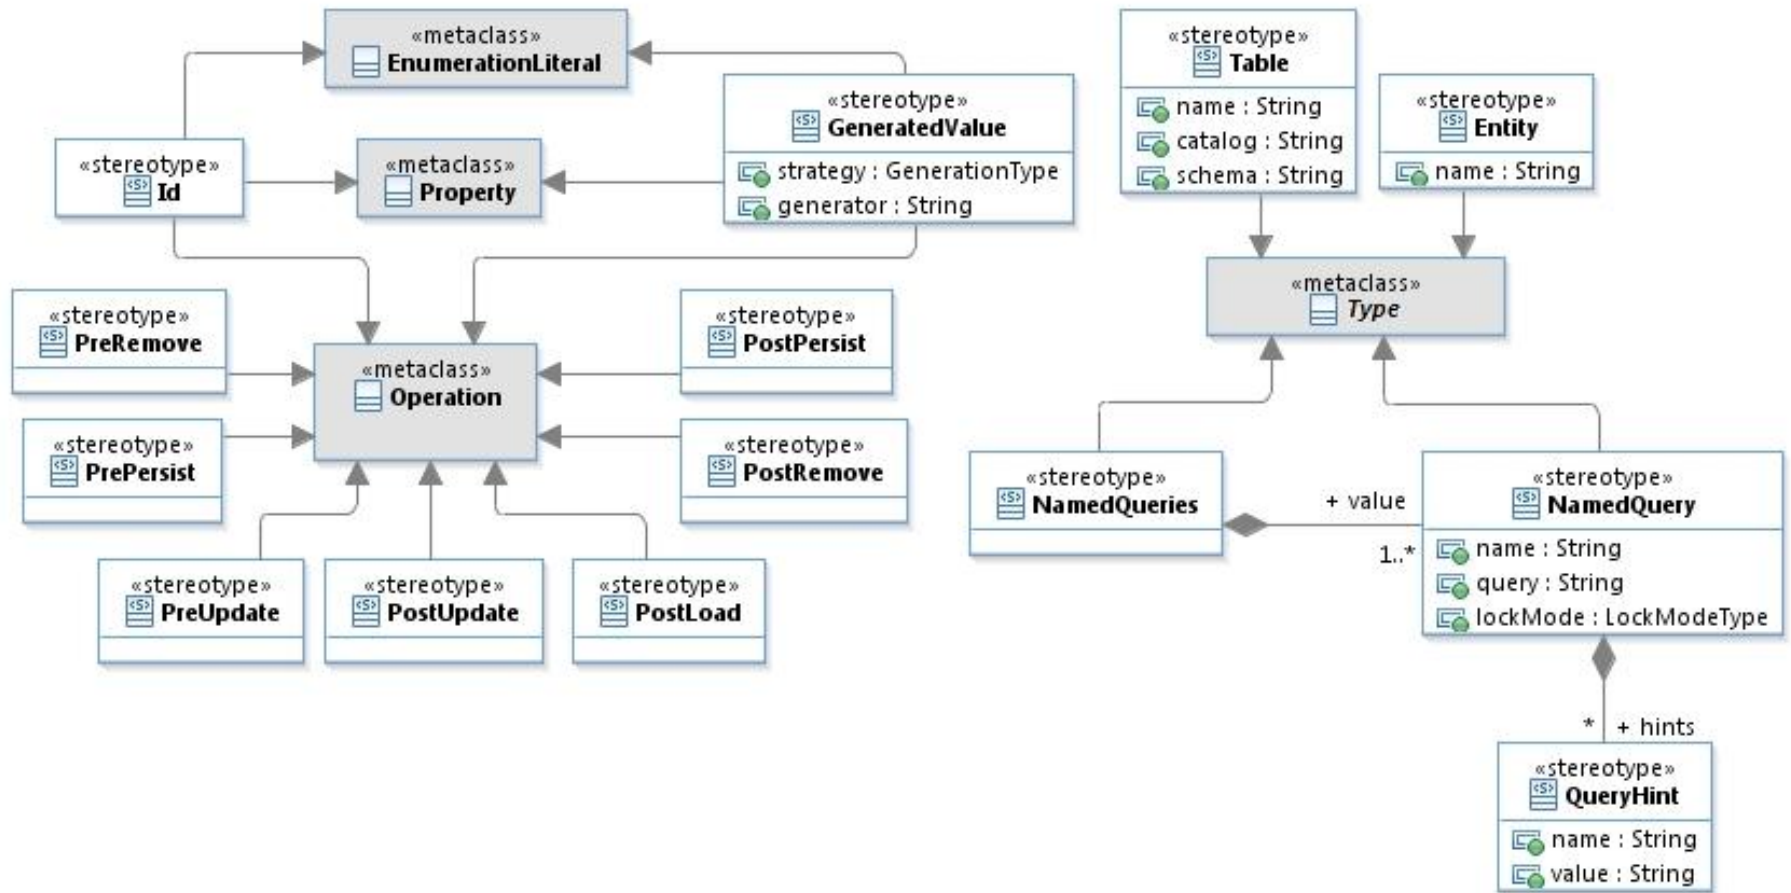 «metaclass»
EnumerationLiteral
«stereotype»
Id
«metaclass»
Property
«stereotype»
GeneratedValue
strategy : GenerationType
generator : String
«stereotype»
PreRemove
«stereotype»
PrePersist
«metaclass»
Operation
«stereotype»
PostPersist
«stereotype»
PostRemove
«stereotype»
PreUpdate
«stereotype»
PostUpdate
«stereotype»
PostLoad
«stereotype»
Table
name : String
catalog : String
schema : String
«stereotype»
Entity
name : String
«metaclass»
Type
«stereotype»
NamedQueries
+ value
1..*
«stereotype»
NamedQuery
name : String
query : String
lockMode : LockModeType
* + hints
«stereotype»
QueryHint
name : String
value : String